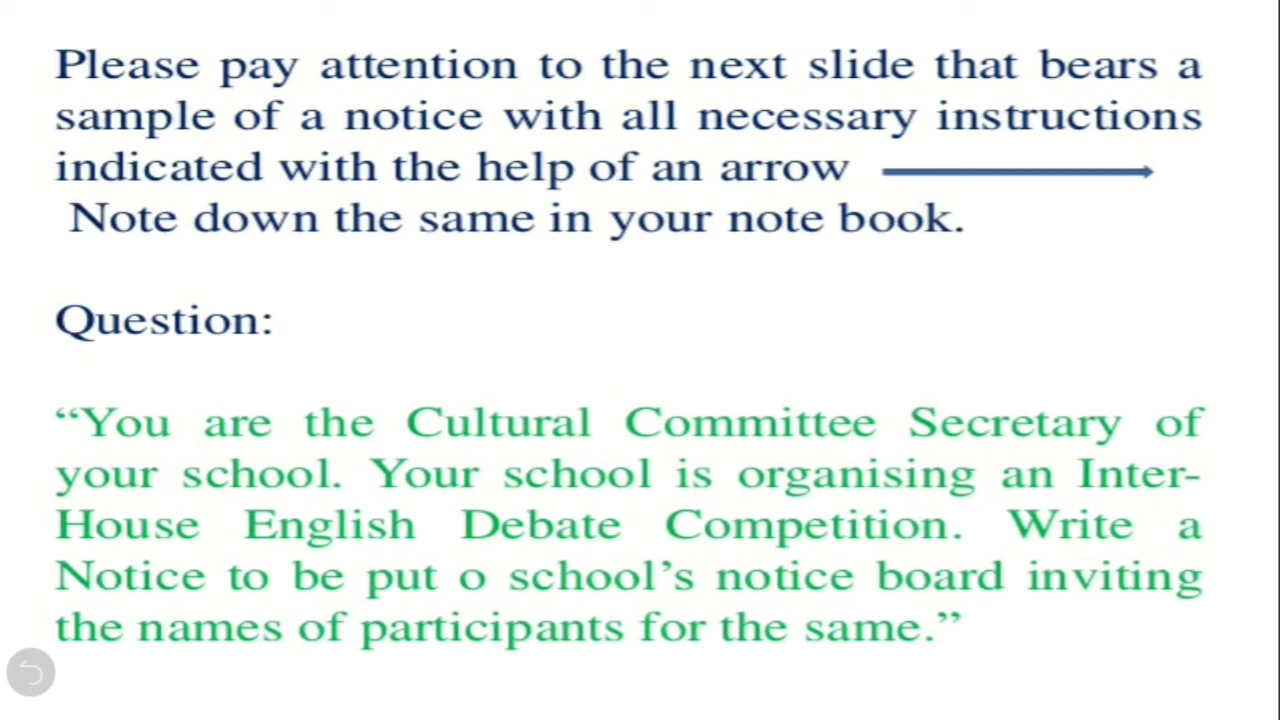 Please pay attention to the next slide that bears a
sample of a notice with all necessary instructions
indicated with the help of an arrow
Note down the same in your note book.
Question:
“You are the Cultural Committee Secretary of
your school. Your school is organising an Inter-
House English Debate Competition. Write a
Notice to be put o school’s notice board inviting
the names of participants for the same.”